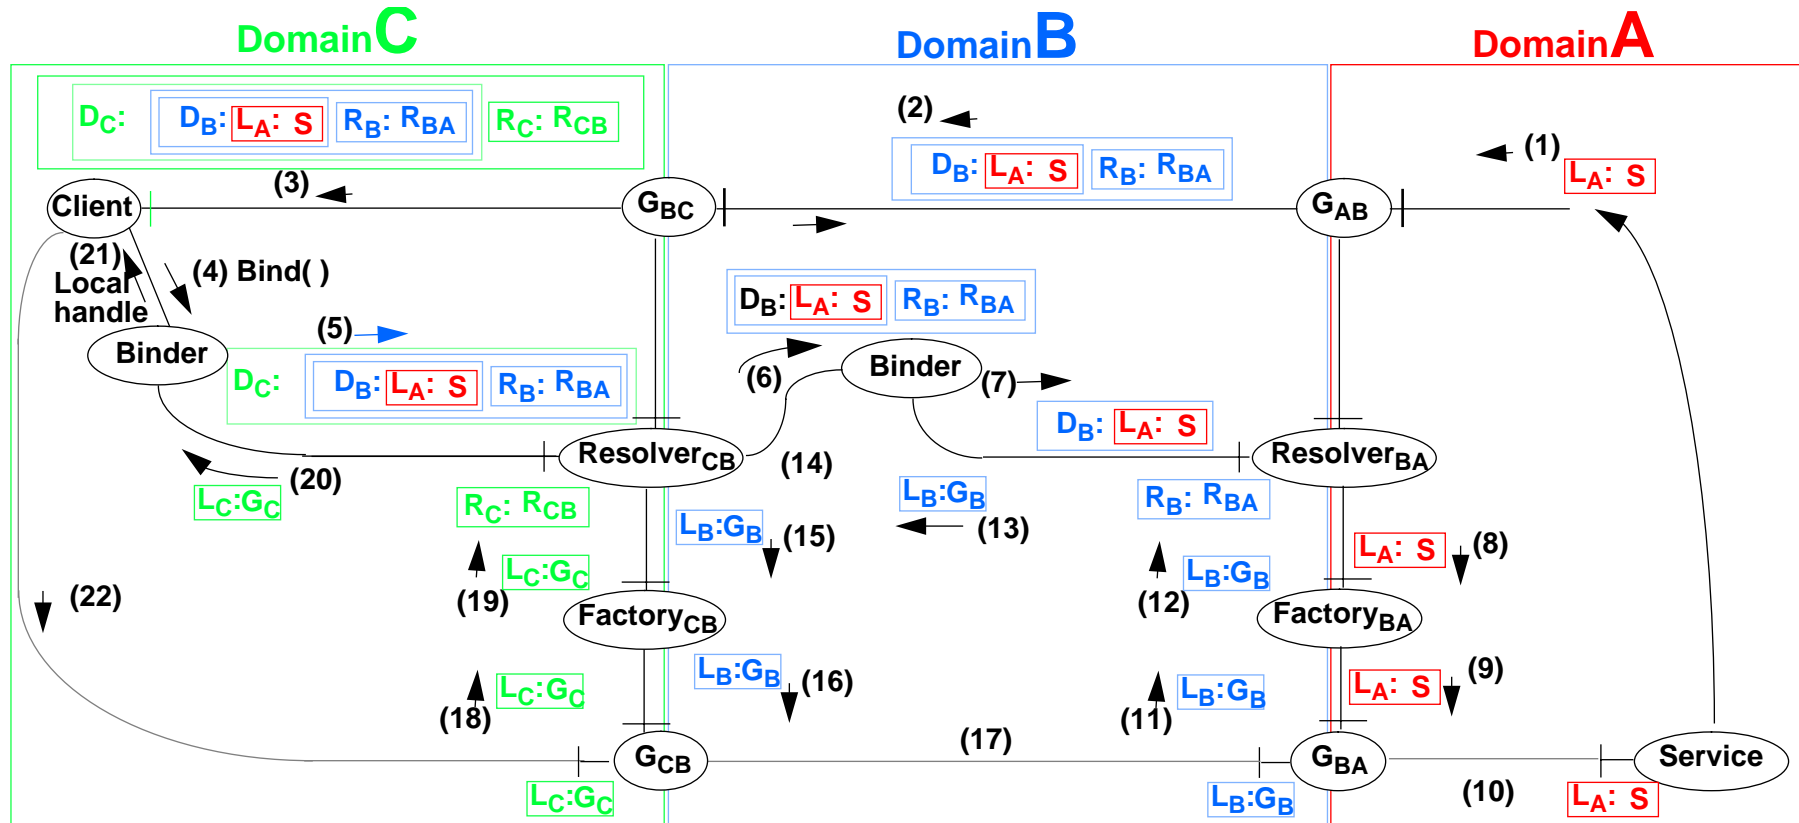 DomainC DomainB DomainA
(2)
DC: DB: LA: S RB: RBA RC: RCB
(1)
DB: LA: S RB: RBA
LA: S
(3)
Client GBC GAB
(21)
Local
handle
(4) Bind( )
DB: LA: S RB: RBA
(5)
Binder
Binder
(6) (7)
DC: DB: LA: S RB: RBA
DB: LA: S
ResolverCB ResolverBA
(14)
(20)
LC:GC
RC: RCB
LB:GB
RB: RBA
LB:GB (15)
(13)
LA: S (8)
LC:GC
(19)
LB:GB
(12)
(22)
FactoryCB FactoryBA
LB:GB (16)
LA: S (9)
LC:GC
(18)
LB:GB
(11)
(17)
GCB GBA Service
LC:GC
LB:GB
(10)
LA: S